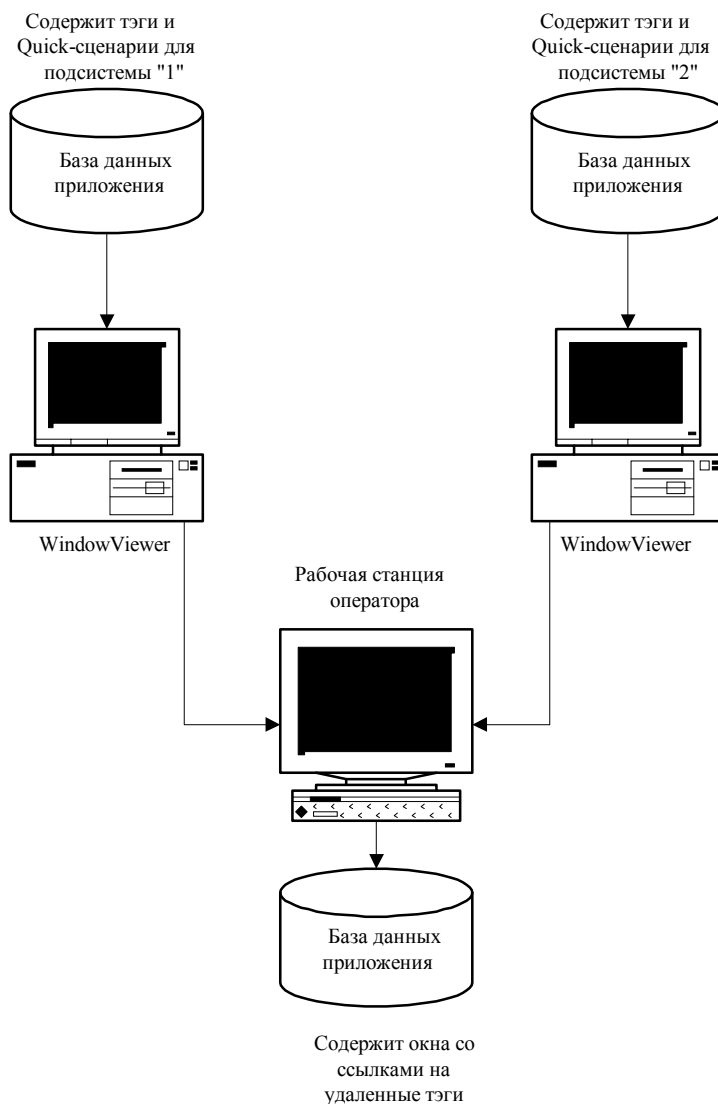 Содержит тэги и
Quick-сценарии для
подсистемы "1"
База данных
приложения
WindowViewer
Содержит тэги и
Quick-сценарии для
подсистемы "2"
База данных
приложения
WindowViewer
Рабочая станция
оператора
База данных
приложения
Содержит окна со
ссылками на
удаленные тэги